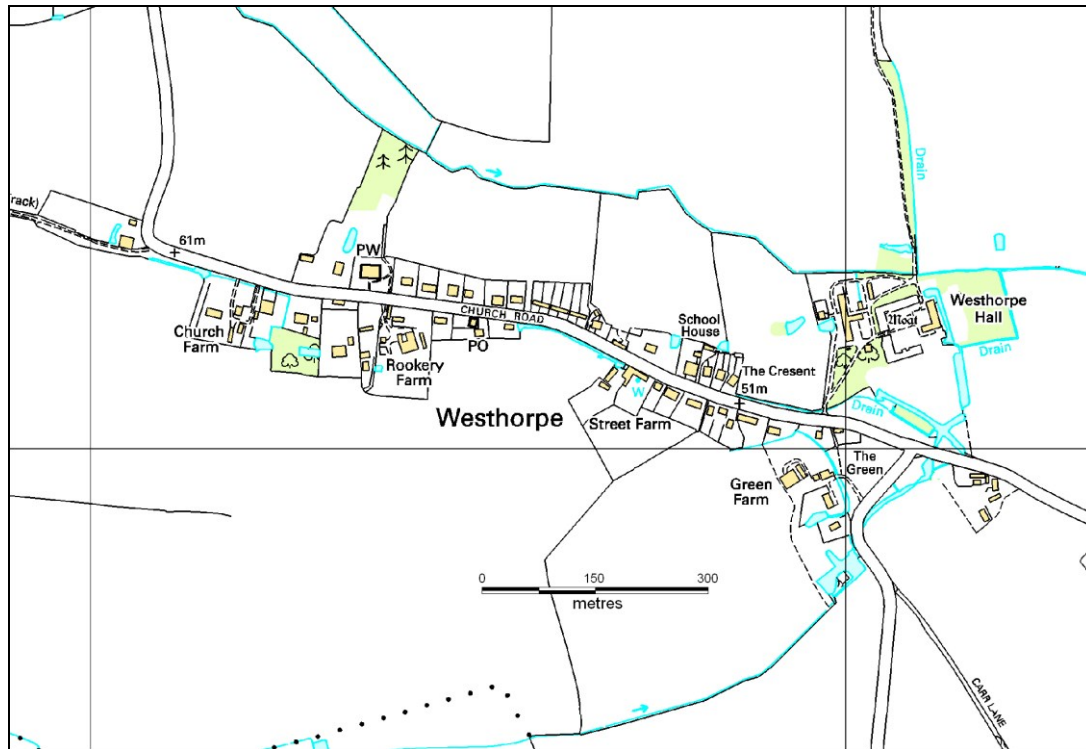 Drain
rack)
61m
PW
Westhorpe
Hall
Moat
CHURCH ROAD
School
House
Church
Farm
PO
Drain
Rookery
Farm
The Cresent
51m
W
Westhorpe
Street Farm
Drain
The
Green
Green
Farm
0 150 300
metres
CARR LANE